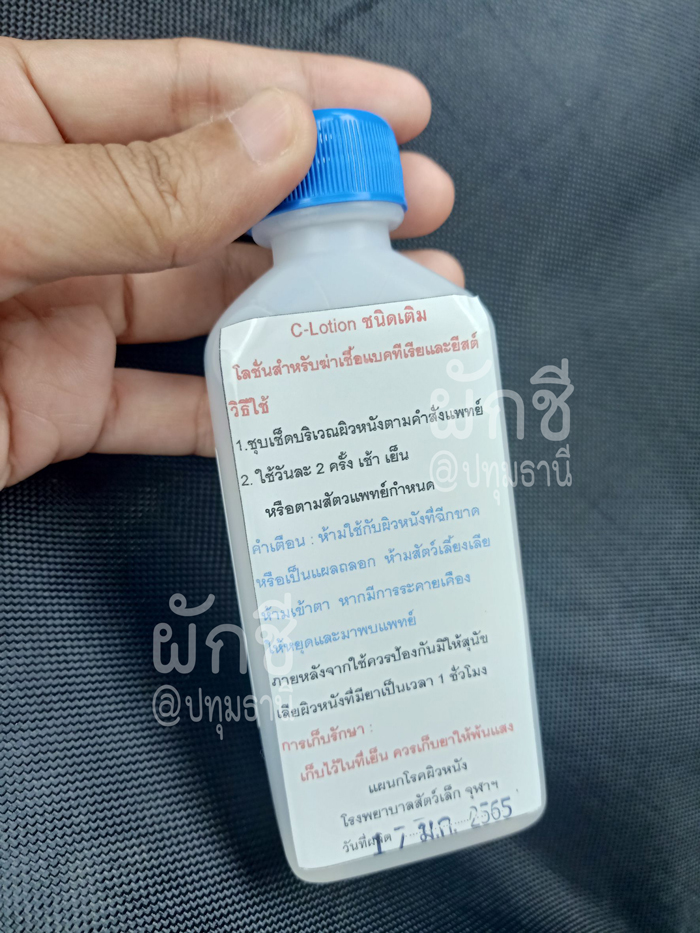 C-Lotion ชนิดเติม
โลชั่นสำหรับฆ่าเชื้อแบคทีเรียและยีสต์
วิธีใช้
1.ชุบเช็ดบริเวณผิวหนังตามคำสั่งแพทย์
2. ใช้วันละ 2 ครั้ง เช้า เย็น
หรือตามสัตวแพทย์กำหนด
คำเตือน : ห้ามใช้กับผิวหนังที่ฉีกขาด
หรือเป็นแผลถลอก ห้ามสัตว์เลี้ยงเลีย
ห้ามเข้าตา หากมีการระคายเคือง
ให้หยุดและมาพบแพทย์
ภายหลังจากใช้ควรป้องกันมิให้สุนัข
เลียผิวหนังที่มียาเป็นเวลา 1 ชั่วโมง
การเก็บรักษา :
เก็บไว้ในที่เย็น ควรเก็บยาให้พ้นแสง
แผนกโรคผิวหนัง
โรงพยาบาลสัตว์เล็ก จุฬาฯ
วันที่ผลิต 17 ม.ค. 2565
ผักชี
@ปทุมธานี
ผักชี
@ปทุมธานี